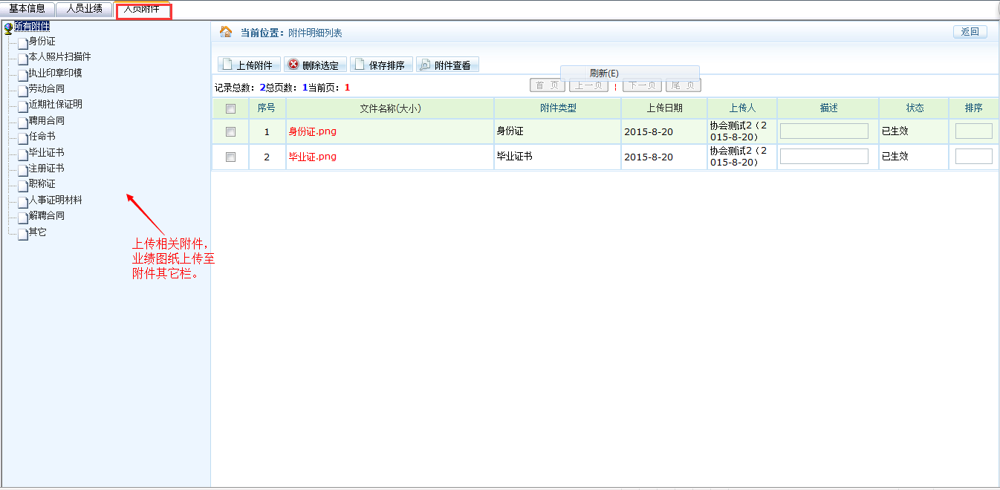 基本信息 人员业绩 人员附件
所有附件
身份证
本人照片扫描件
执业印章印模
劳动合同
近期社保证明
聘用合同
任命书
毕业证书
注册证书
职称证
人事证明材料
解聘合同
其它
上传相关附件，
业绩图纸上传至
附件其它栏。
当前位置：附件明细列表 返回
上传附件 删除选定 保存排序 附件查看
刷新(E)
记录总数：2总页数：1当前页：1 首 页 上一页 ¦ 下一页 尾 页
序号 文件名称(大小) 附件类型 上传日期 上传人 描述 状态 排序
1 身份证.png 身份证 2015-8-20 协会测试2（2
015-8-20） 已生效
2 毕业证.png 毕业证书 2015-8-20 协会测试2（2
015-8-20） 已生效